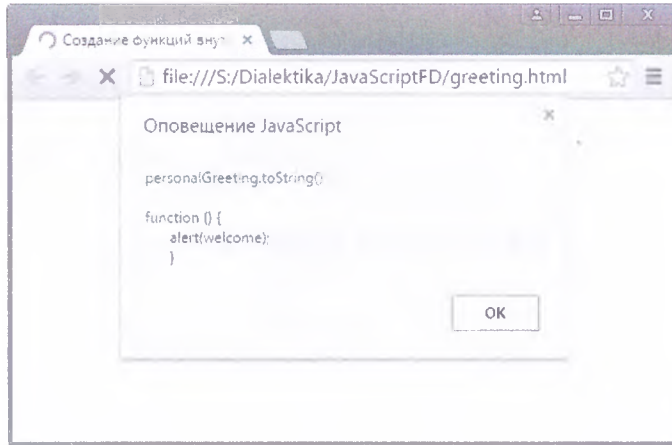 Создание функций внут
file:///S:/Dialektika/JavaScriptFD/greeting.html
Оповещение JavaScript
personalGreeting.toString()
function () {
alert(welcome);
}
OK